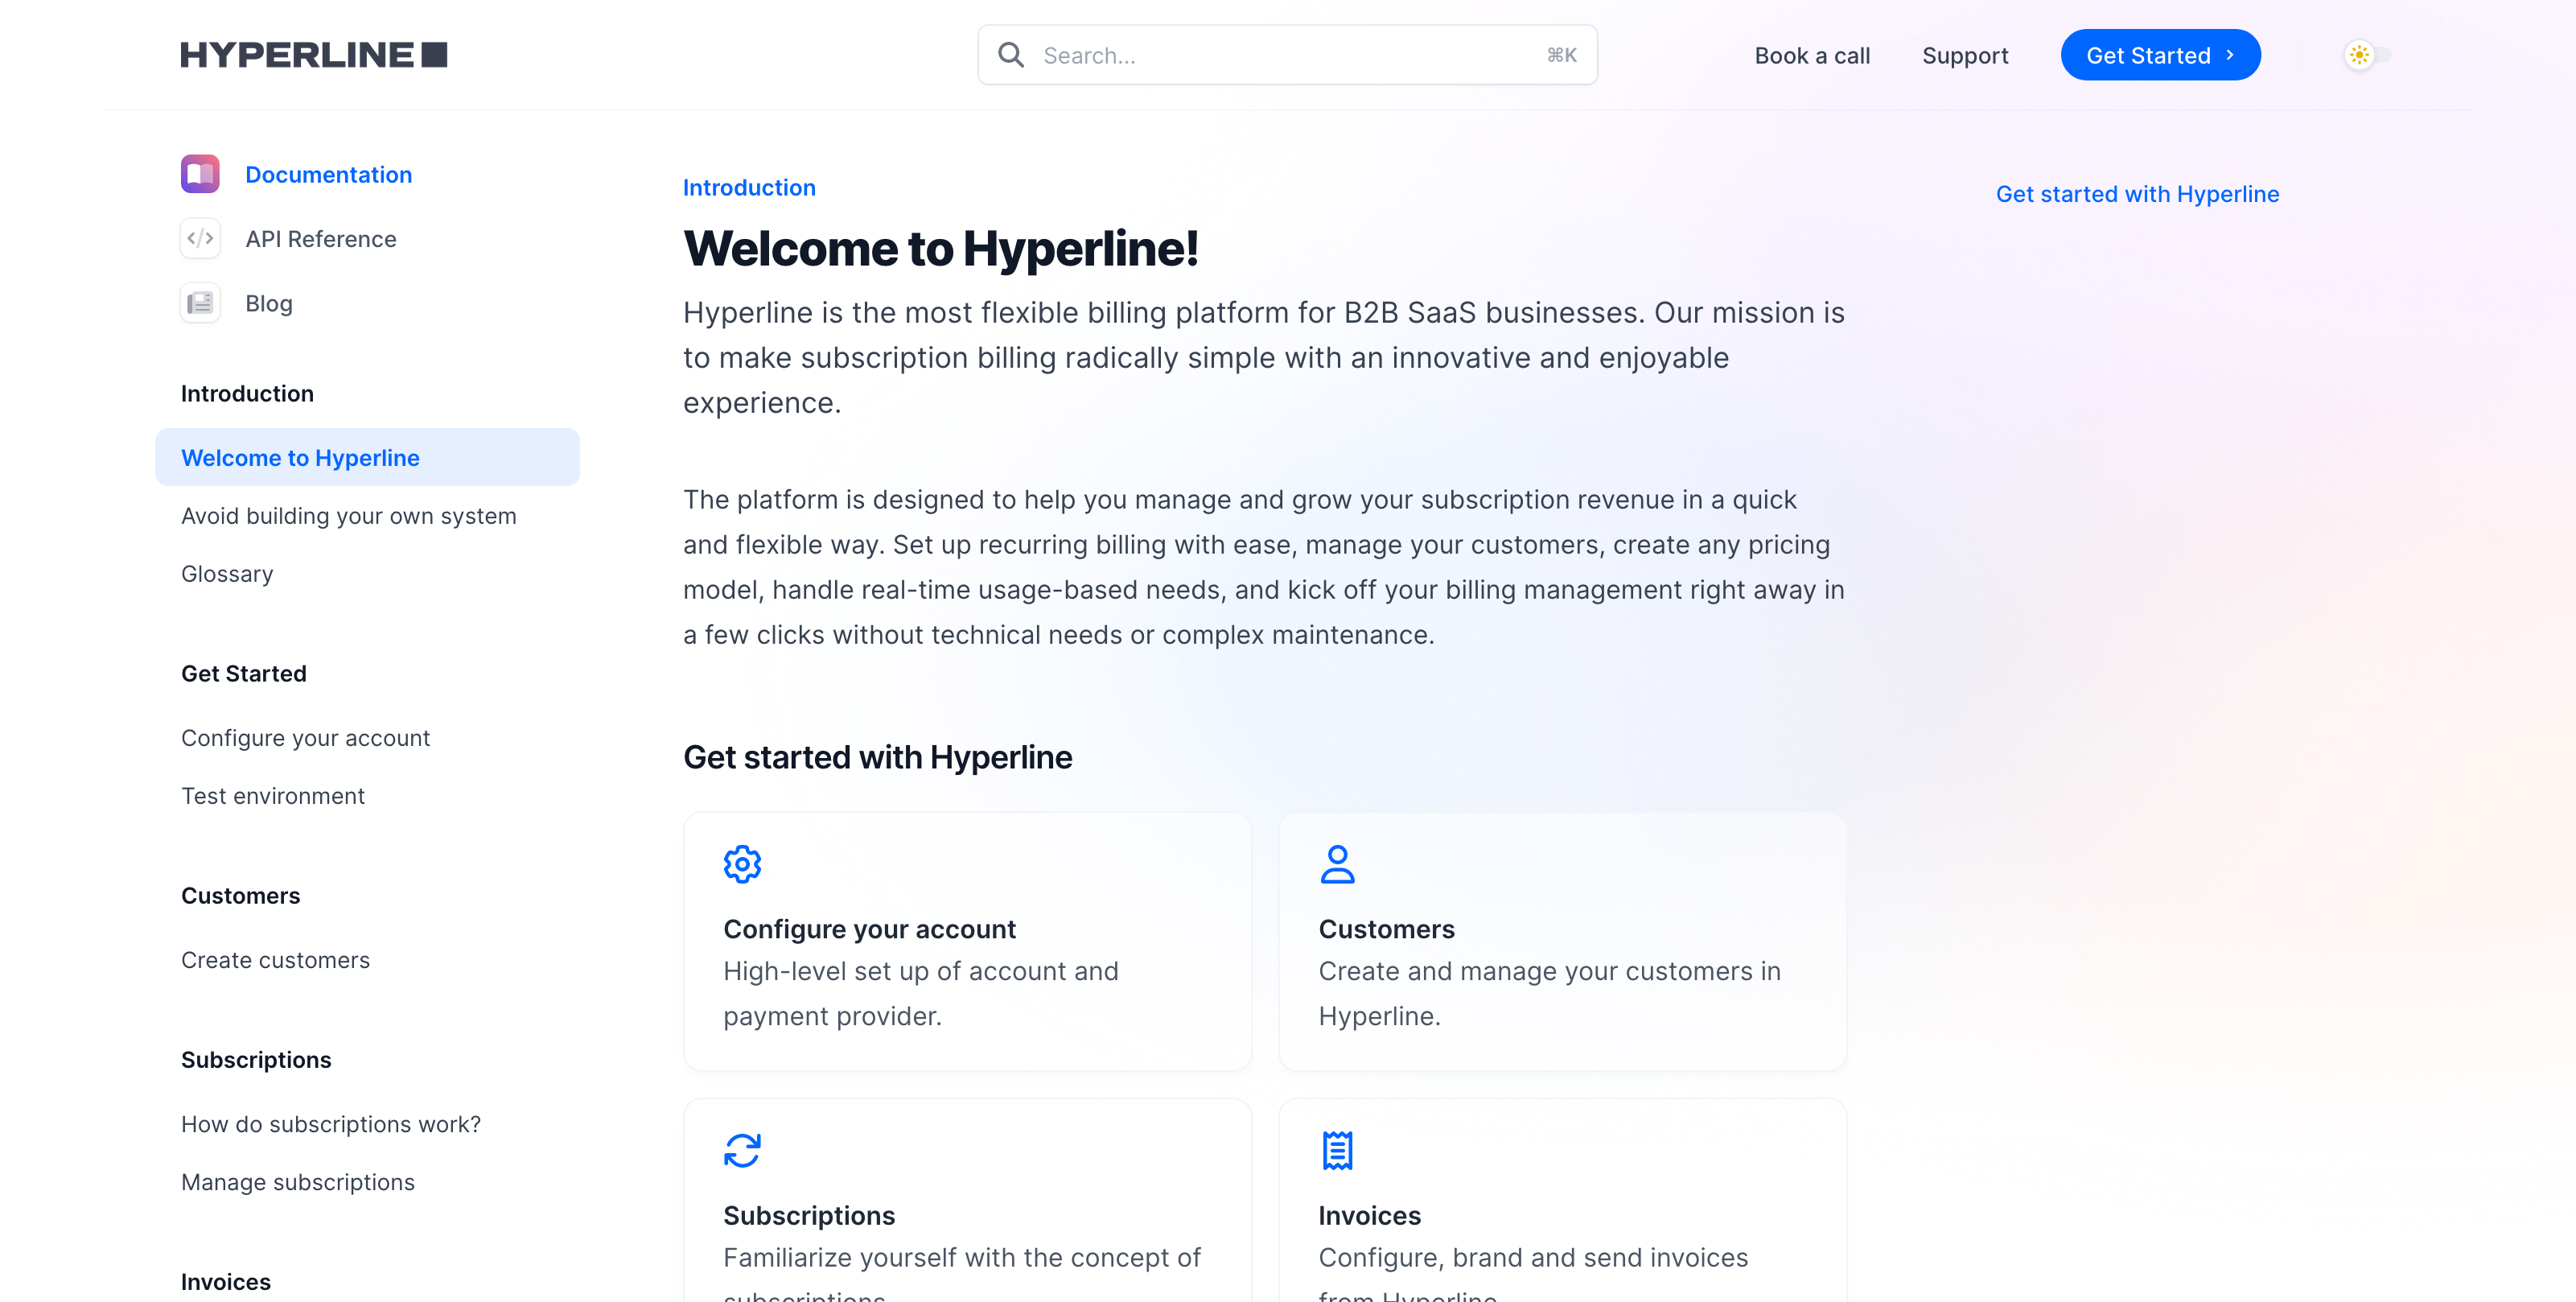 HYPERLINE
Search...
⌘K
Book a call
Support
Get Started
Documentation
API Reference
Blog
Introduction
Welcome to Hyperline
Avoid building your own system
Glossary
Get Started
Configure your account
Test environment
Customers
Create customers
Subscriptions
How do subscriptions work?
Manage subscriptions
Invoices
Introduction
Welcome to Hyperline!
Hyperline is the most flexible billing platform for B2B SaaS businesses. Our mission is
to make subscription billing radically simple with an innovative and enjoyable
experience.
The platform is designed to help you manage and grow your subscription revenue in a quick
and flexible way. Set up recurring billing with ease, manage your customers, create any pricing
model, handle real-time usage-based needs, and kick off your billing management right away in
a few clicks without technical needs or complex maintenance.
Get started with Hyperline
Configure your account
High-level set up of account and
payment provider.
Customers
Create and manage your customers in
Hyperline.
Subscriptions
Familiarize yourself with the concept of
subscriptions
Invoices
Configure, brand and send invoices
from Hyperline
Get started with Hyperline